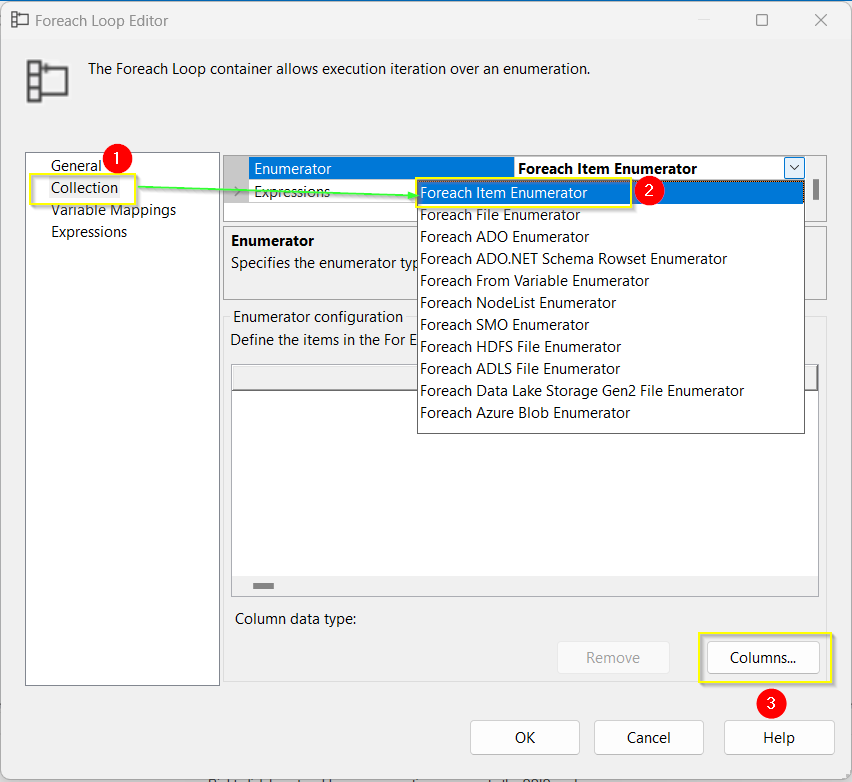 Foreach Loop Editor
The Foreach Loop container allows execution iteration over an enumeration.
General
1
Collection
Variable Mappings
Expressions
Enumerator
Foreach Item Enumerator
Expressions
Foreach Item Enumerator
2
Foreach File Enumerator
Foreach ADO Enumerator
Foreach ADO.NET Schema Rowset Enumerator
Foreach From Variable Enumerator
Foreach NodeList Enumerator
Foreach SMO Enumerator
Foreach HDFS File Enumerator
Foreach ADLS File Enumerator
Foreach Data Lake Storage Gen2 File Enumerator
Foreach Azure Blob Enumerator
Enumerator
Specifies the enumerator typ
Enumerator configuration
Define the items in the For E
Column data type:
Remove
Columns...
3
OK
Cancel
Help